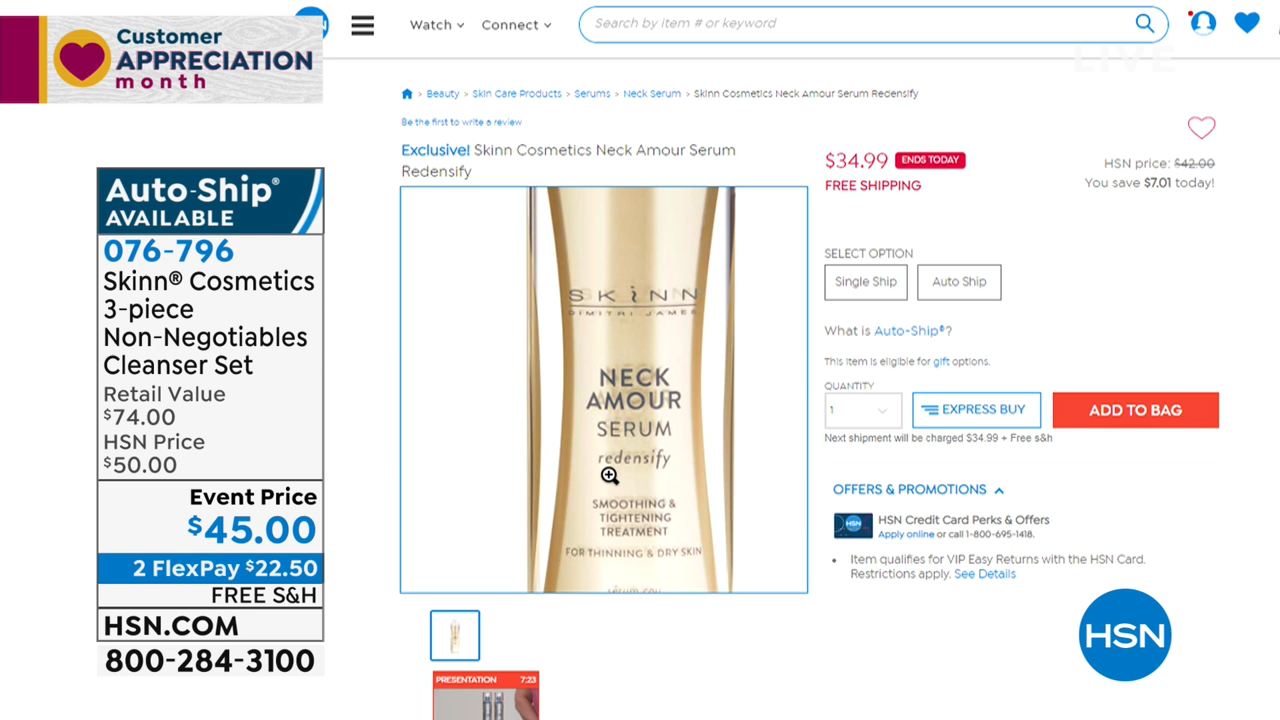 Customer
APPRECIATION
month
Watch
Connect
Search by item # or keyword
LIVE
Beauty > Skin Care Products > Serums > Neck Serum > Skinn Cosmetics Neck Amour Serum Redensify
Be the first to write a review
Exclusive! Skinn Cosmetics Neck Amour Serum
Redensify
$34.99 ENDS TODAY
FREE SHIPPING
HSN price: $42.00
You save $7.01 today!
SELECT OPTION
Single Ship
Auto Ship
What is Auto-Ship®?
This item is eligible for gift options.
QUANTITY
1
EXPRESS BUY
ADD TO BAG
Next shipment will be charged $34.99 + Free s&h
OFFERS & PROMOTIONS
HSN
HSN Credit Card Perks & Offers
Apply online or call 1-800-695-1418.
• Item qualifies for VIP Easy Returns with the HSN Card.
Restrictions apply. See Details
SKiNN
DIMITRI JAMES
NECK
AMOUR
SERUM
redensify
SMOOTHING &
TIGHTENING
TREATMENT
FOR THINNING & DRY SKIN
PRESENTATION 7:23
Auto-Ship®
AVAILABLE
076-796
Skinn® Cosmetics
3-piece
Non-Negotiables
Cleanser Set
Retail Value
$74.00
HSN Price
$50.00
Event Price
$45.00
2 FlexPay $22.50
FREE S&H
HSN.COM
800-284-3100
HSN